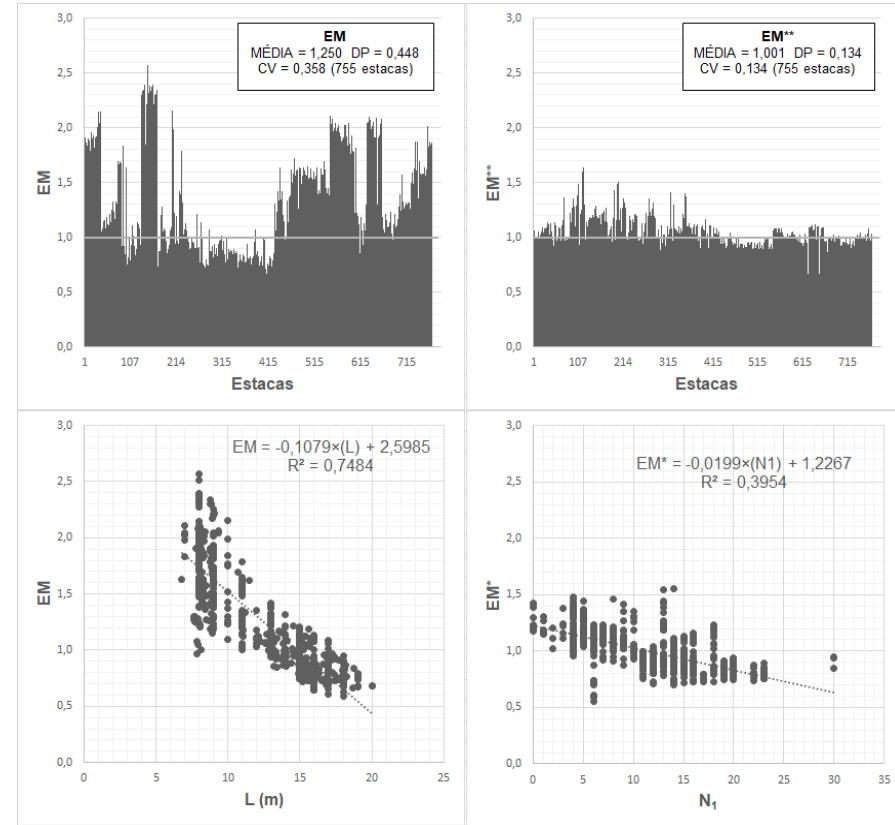 3,0
2,5
2,0
1,5
1,0
0,5
0,0
EM
EM
MÉDIA = 1,250 DP = 0,448
CV = 0,358 (755 estacas)
1 107 214 315 415 515 615 715
Estacas
3,0
2,5
2,0
1,5
1,0
0,5
0,0
EM**
EM**
MÉDIA = 1,001 DP = 0,134
CV = 0,134 (755 estacas)
1 107 214 315 415 515 615 715
Estacas
3,0
2,5
2,0
1,5
1,0
0,5
0,0
EM
EM = -0,1079×(L) + 2,5985
R² = 0,7484
0 5 10 15 20 25
L (m)
3,0
2,5
2,0
1,5
1,0
0,5
0,0
EM*
EM* = -0,0199×(N1) + 1,2267
R² = 0,3954
0 5 10 15 20 25 30 35
N₁